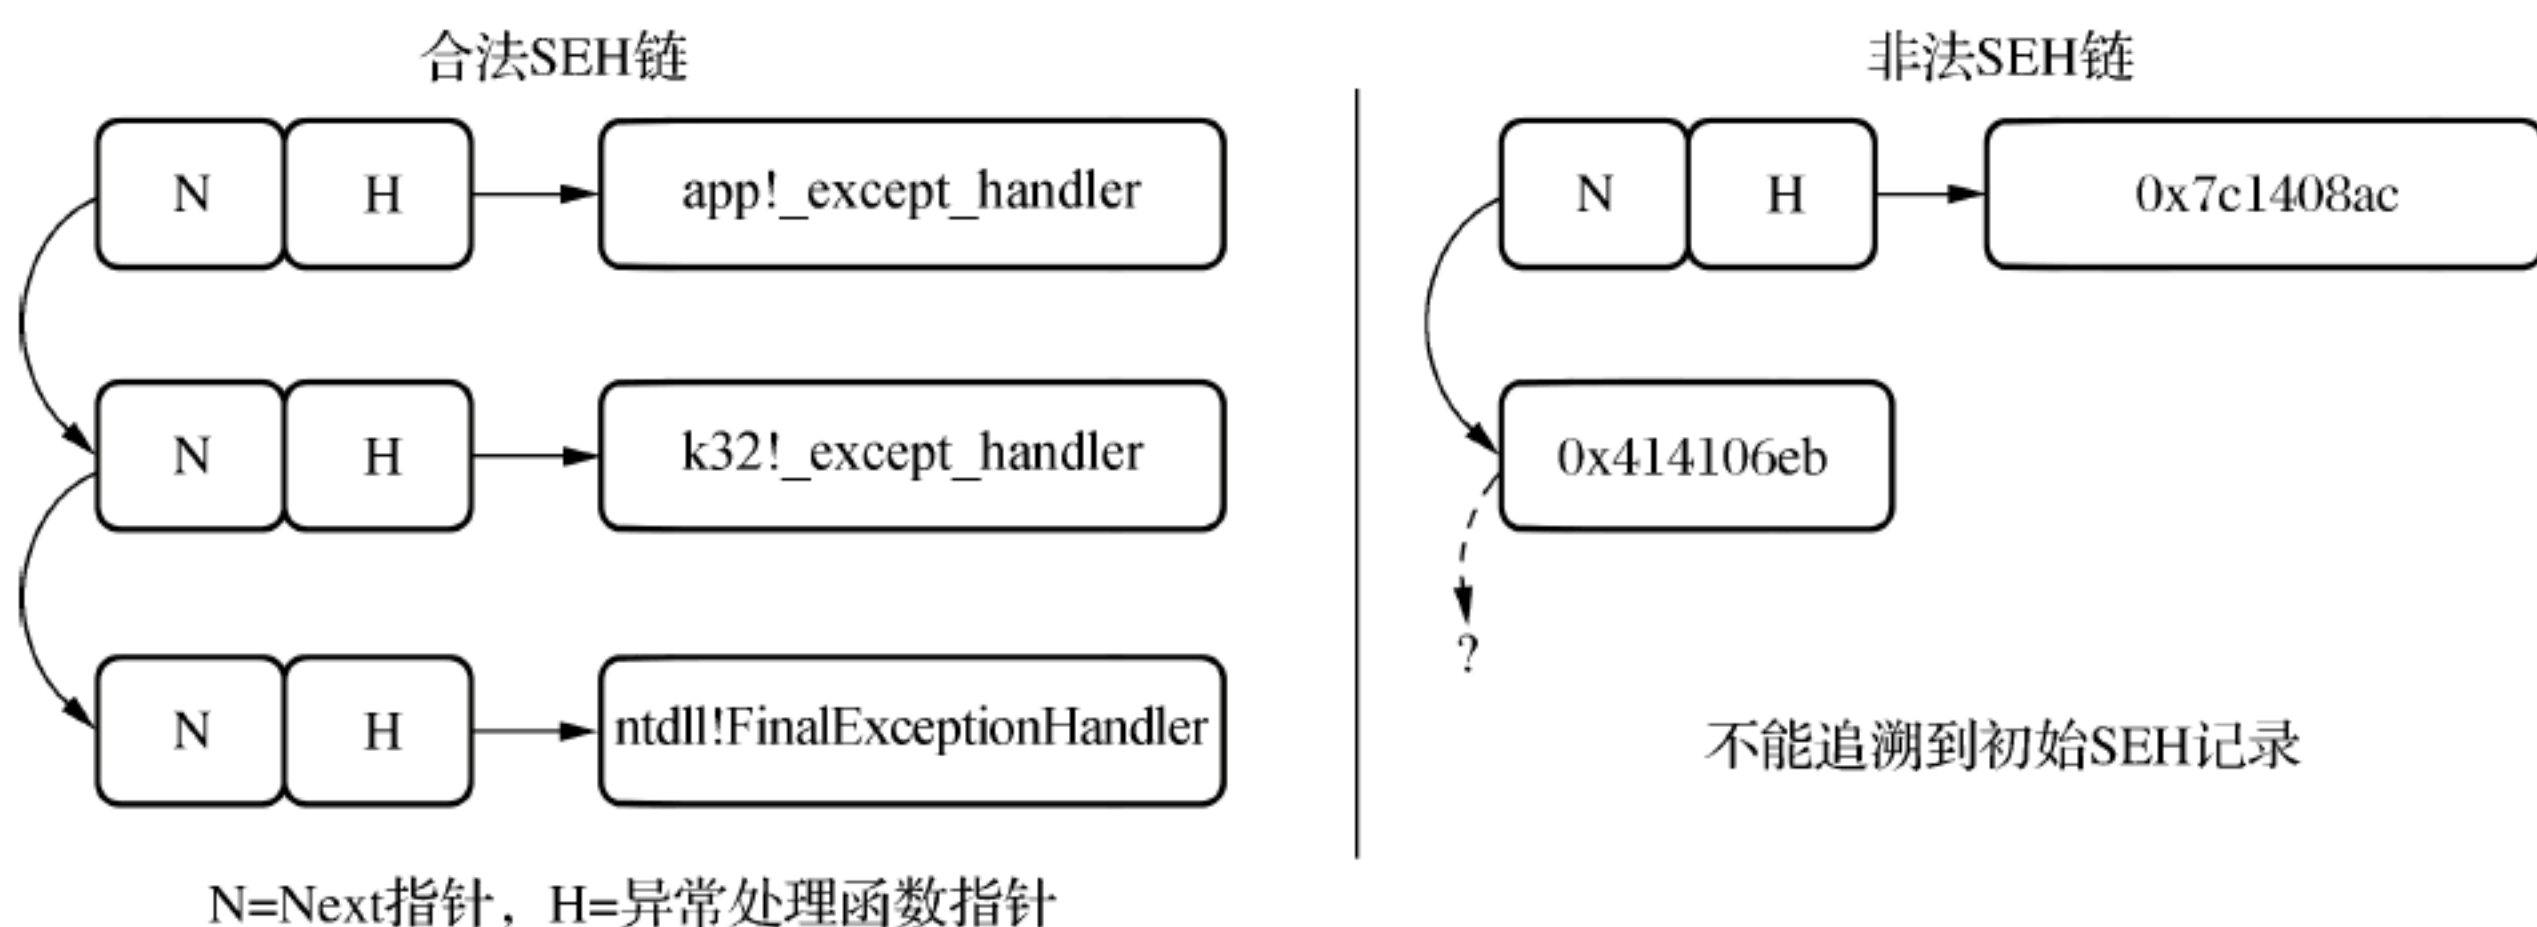 合法SEH链
N H app!_except_handler
N H k32!_except_handler
N H ntdll!FinalExceptionHandler
N=Next指针，H=异常处理函数指针
非法SEH链
N H 0x7c1408ac
0x414106eb
?
不能追溯到初始SEH记录